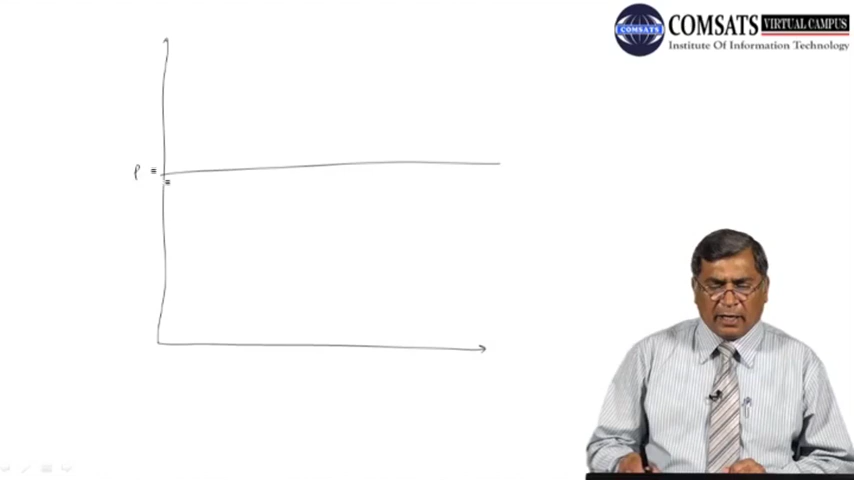 COMSATS VIRTUAL CAMPUS
Institute Of Information Technology
COMSATS
P =